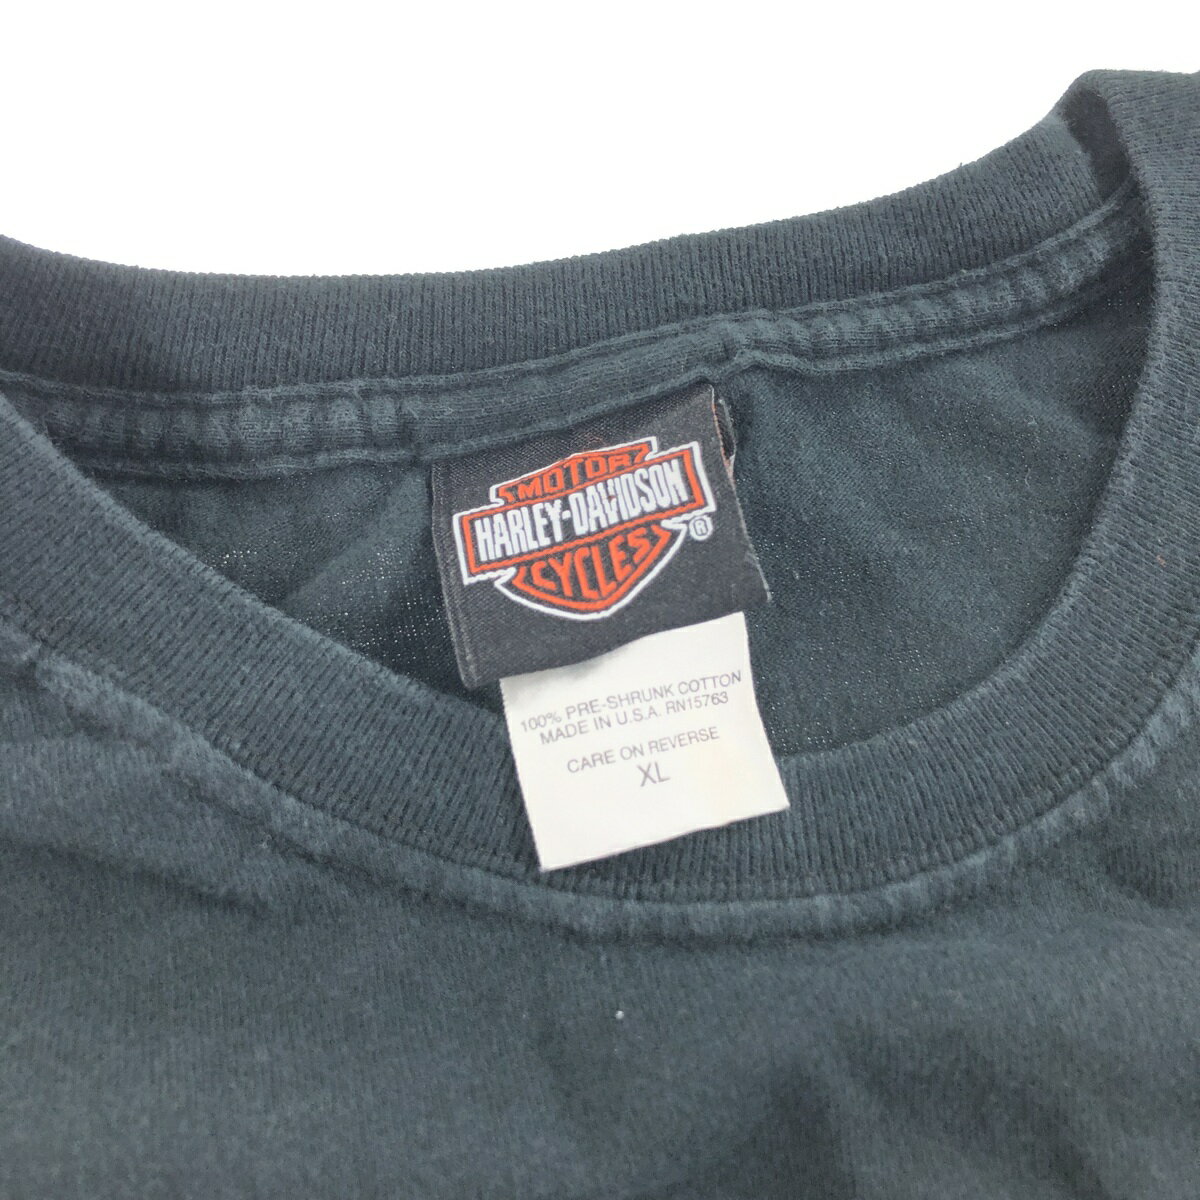 MOTOR
HARLEY-DAVIDSON
CYCLES
®
100% PRE-SHRUNK COTTON
MADE IN U.S.A. RN15763
CARE ON REVERSE
XL